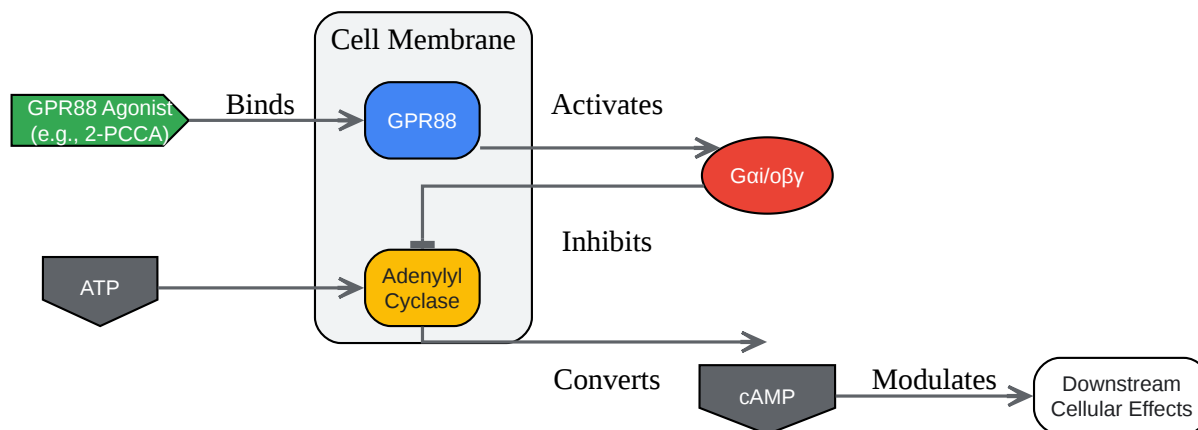 Cell Membrane
GPR88 Agonist
(e.g., 2-PCCA)
Binds
GPR88
Activates
Gαi/oβγ
Inhibits
ATP
Adenylyl
Cyclase
Converts
cAMP
Modulates
Downstream
Cellular Effects